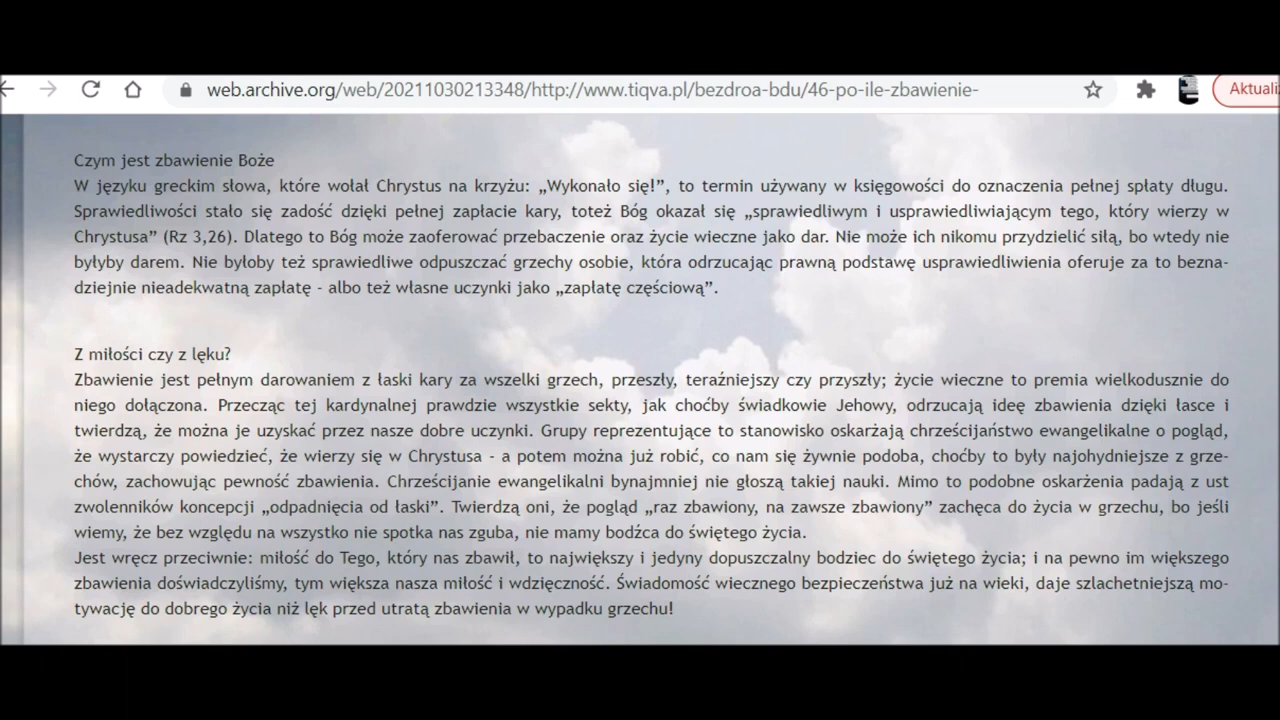 web.archive.org/web/20211030213348/http://www.tiqva.pl/bezdroa-bdu/46-po-ile-zbawienie-
Aktuali
Czym jest zbawienie Boże
W języku greckim słowa, które wołał Chrystus na krzyżu: „Wykonało się!”, to termin używany w księgowości do oznaczenia pełnej spłaty długu.
Sprawiedliwości stało się zadość dzięki pełnej zapłacie kary, toteż Bóg okazał się „sprawiedliwym i usprawiedliwiającym tego, który wierzy w
Chrystusa” (Rz 3,26). Dlatego to Bóg może zaoferować przebaczenie oraz życie wieczne jako dar. Nie może ich nikomu przydzielić siłą, bo wtedy nie
byłyby darem. Nie byłoby też sprawiedliwe odpuszczać grzechy osobie, która odrzucając prawną podstawę usprawiedliwienia oferuje za to bezna-
dziejnie nieadekwatną zapłatę - albo też własne uczynki jako „zapłatę częściową”.
Z miłości czy z lęku?
Zbawienie jest pełnym darowaniem z łaski kary za wszelki grzech, przeszły, teraźniejszy czy przyszły; życie wieczne to premia wielkodusznie do
niego dołączona. Przecząc tej kardynalnej prawdzie wszystkie sekty, jak choćby świadkowie Jehowy, odrzucają ideę zbawienia dzięki łasce i
twierdzą, że można je uzyskać przez nasze dobre uczynki. Grupy reprezentujące to stanowisko oskarżają chrześcijaństwo ewangelikalne o pogląd,
że wystarczy powiedzieć, że wierzy się w Chrystusa - a potem można już robić, co nam się żywnie podoba, choćby to były najohydniejsze z grze-
chów, zachowując pewność zbawienia. Chrześcijanie ewangelikalni bynajmniej nie głoszą takiej nauki. Mimo to podobne oskarżenia padają z ust
zwolenników koncepcji „odpadnięcia od łaski”. Twierdzą oni, że pogląd „raz zbawiony, na zawsze zbawiony” zachęca do życia w grzechu, bo jeśli
wiemy, że bez względu na wszystko nie spotka nas zguba, nie mamy bodźca do świętego życia.
Jest wręcz przeciwnie: miłość do Tego, który nas zbawił, to największy i jedyny dopuszczalny bodziec do świętego życia; i na pewno im większego
zbawienia doświadczyliśmy, tym większa nasza miłość i wdzięczność. Świadomość wiecznego bezpieczeństwa już na wieki, daje szlachetniejszą mo-
tywację do dobrego życia niż lęk przed utratą zbawienia w wypadku grzechu!